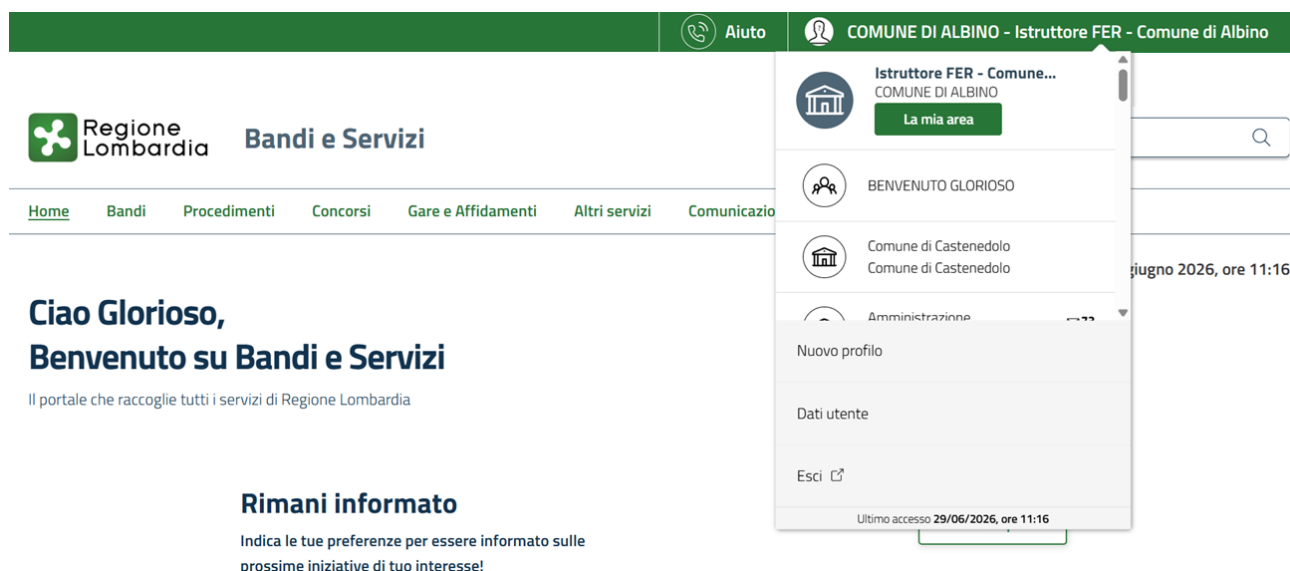 Aiuto
COMUNE DI ALBINO - Istruttore FER - Comune di Albino
Istruttore FER - Comune...
COMUNE DI ALBINO
La mia area
Regione
Lombardia
Bandi e Servizi
BENVENUTO GLORIOSO
Home Bandi Procedimenti Concorsi Gare e Affidamenti Altri servizi Comunicazio
Comune di Castenedolo
Comune di Castenedolo
giugno 2026, ore 11:16
Ciao Glorioso,
Benvenuto su Bandi e Servizi
Il portale che raccoglie tutti i servizi di Regione Lombardia
Amministrazione
Nuovo profilo
Dati utente
Esci
Ultimo accesso 29/06/2026, ore 11:16
Rimani informato
Indica le tue preferenze per essere informato sulle
prossime iniziative di tuo interesse!